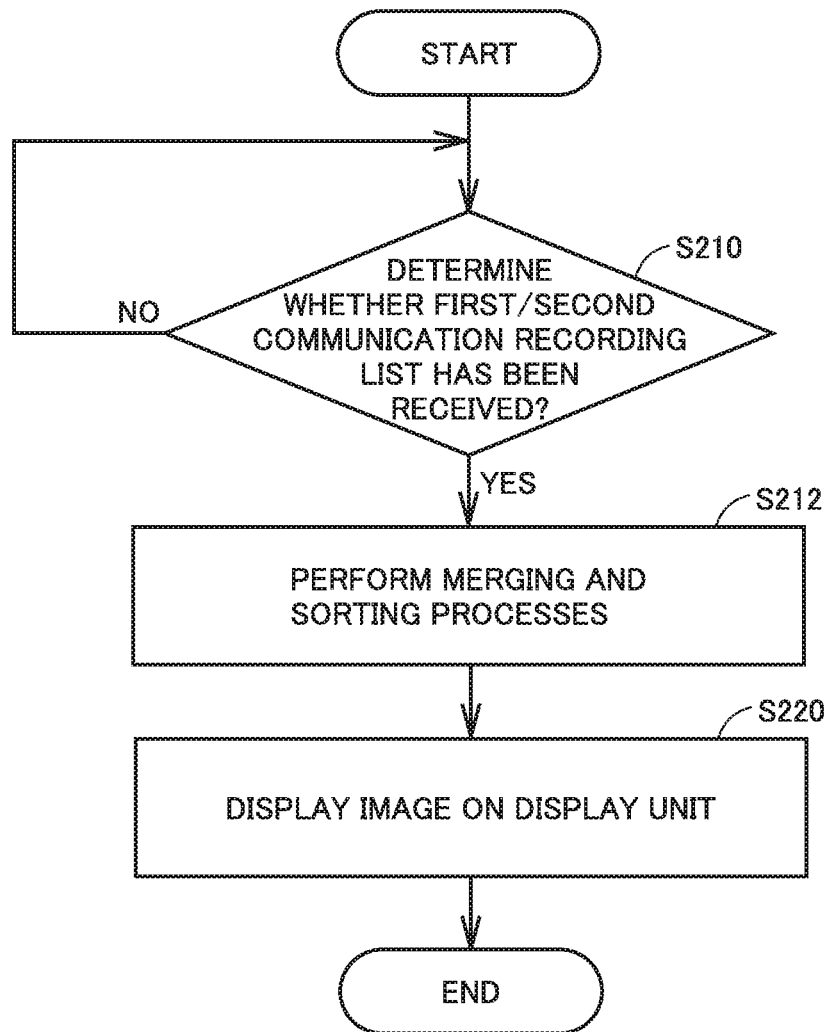 START
S210
DETERMINE
WHETHER FIRST/SECOND
COMMUNICATION RECORDING
LIST HAS BEEN
RECEIVED?
NO
YES
S212
PERFORM MERGING AND
SORTING PROCESSES
S220
DISPLAY IMAGE ON DISPLAY UNIT
END